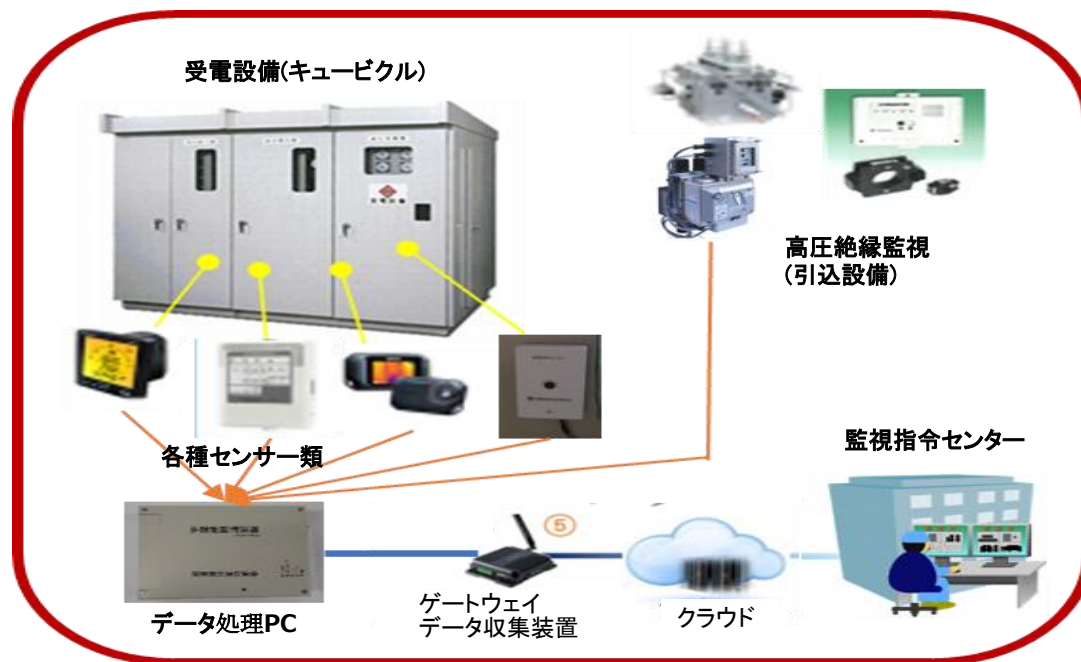 受電設備(キュービクル)
高圧絶縁監視
(引込設備)
各種センサー類
監視指令センター
⑤
データ処理PC
ゲートウェイ
データ収集装置
クラウド